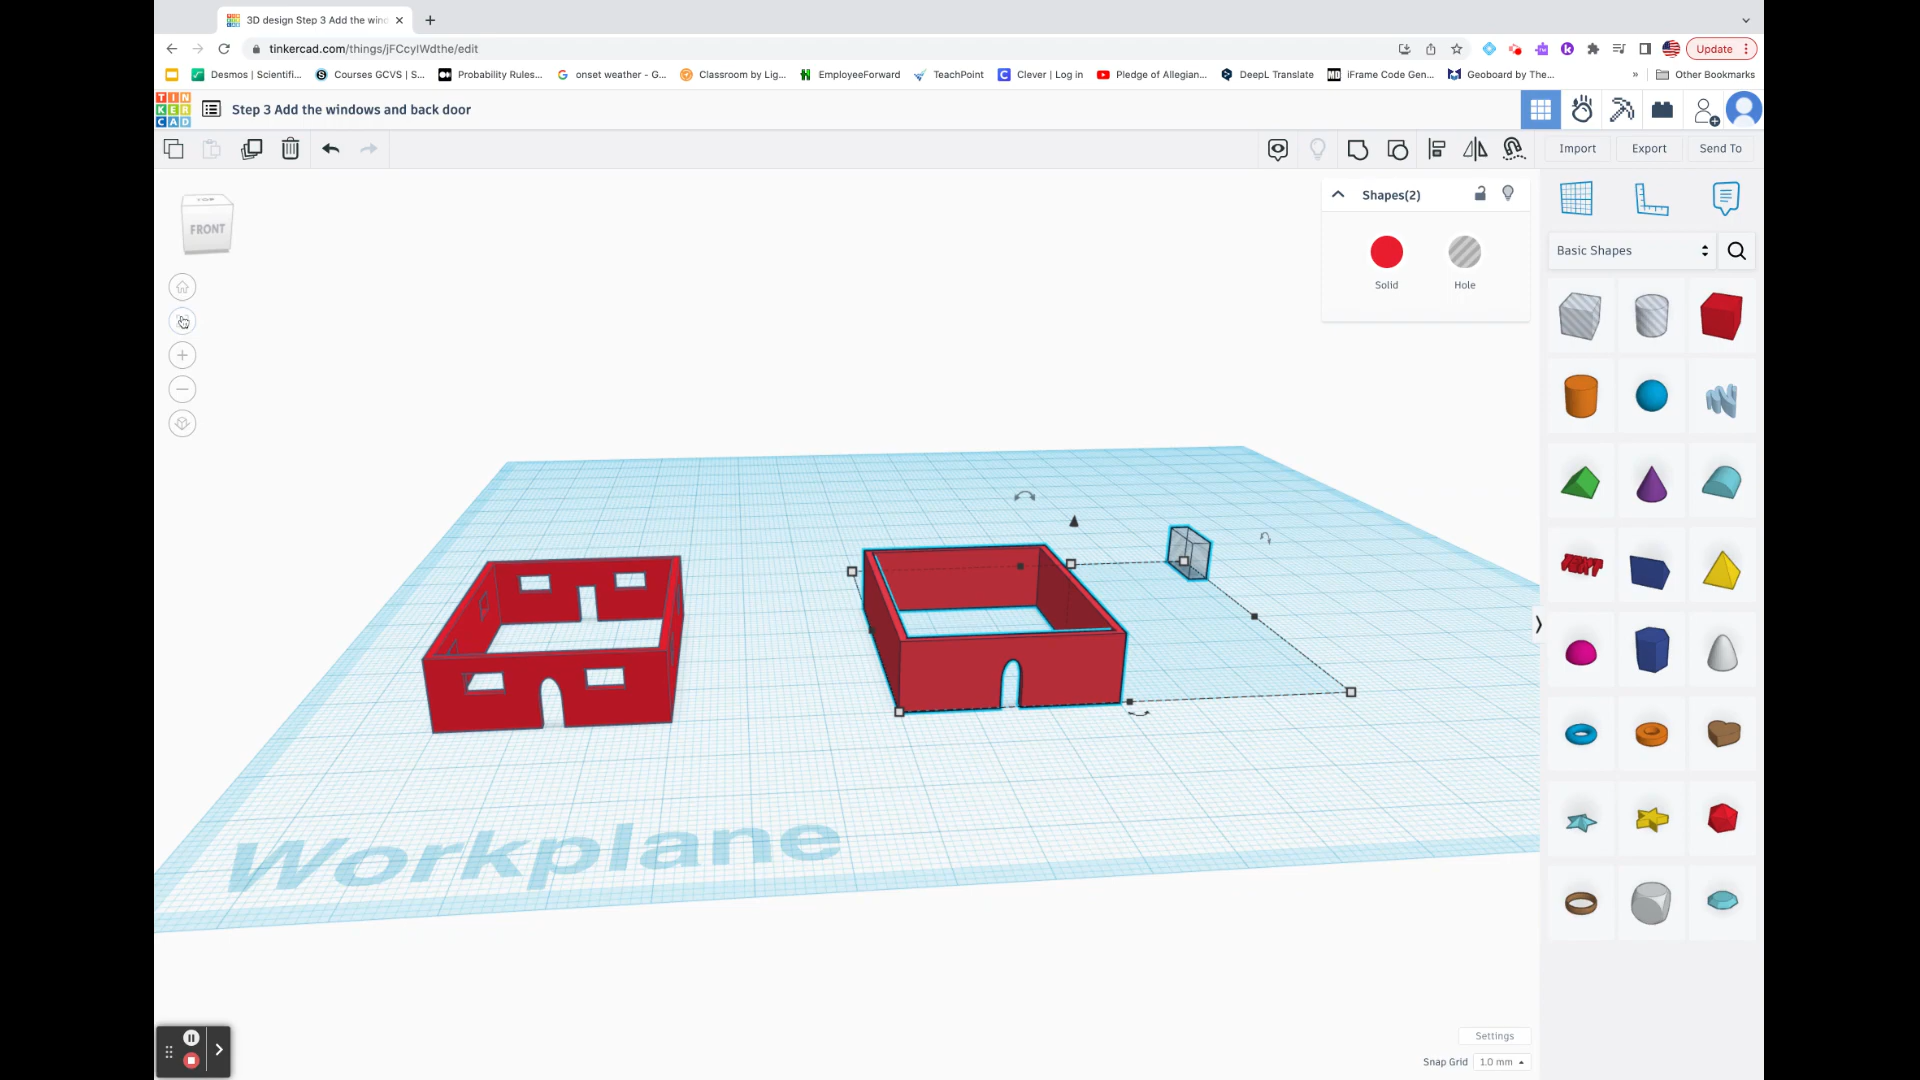 3D design Step 3 Add the wind
tinkercad.com/things/jFCcyIWdthe/edit
Update
Desmos | Scientifi...
Courses GCVS | S...
Probability Rules...
onset weather - G...
Classroom by Lig...
EmployeeForward
TeachPoint
Clever | Log in
Pledge of Allegian...
DeepL Translate
iFrame Code Gen...
Geoboard by The...
»
Other Bookmarks
TIN
KER
CAD
Step 3 Add the windows and back door
Import
Export
Send To
TOP
FRONT
Shapes(2)
Solid
Hole
Basic Shapes
Workplane
Settings
Snap Grid
1.0 mm